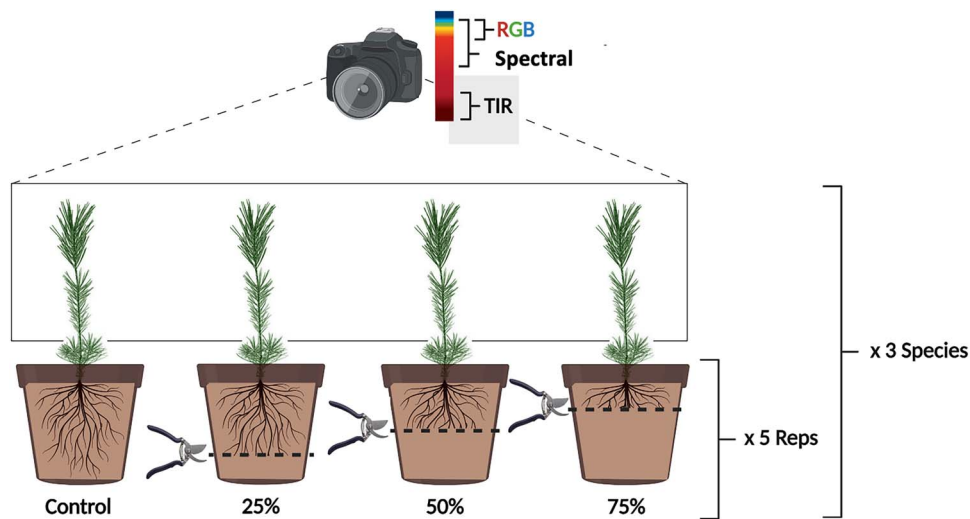 RGB
Spectral
TIR
x 3 Species
x 5 Reps
Control 25% 50% 75%